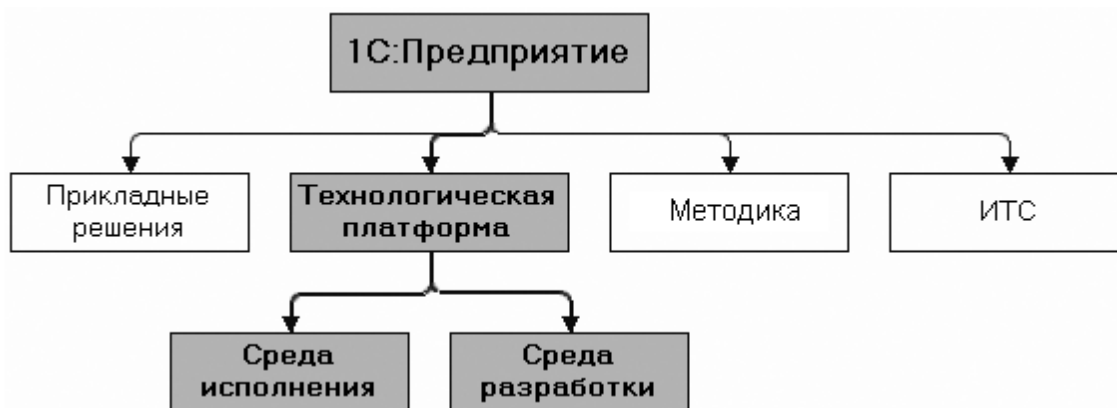 1С:Предприятие
Прикладные
решения
Технологическая
платформа
Методика
ИТС
Среда
исполнения
Среда
разработки